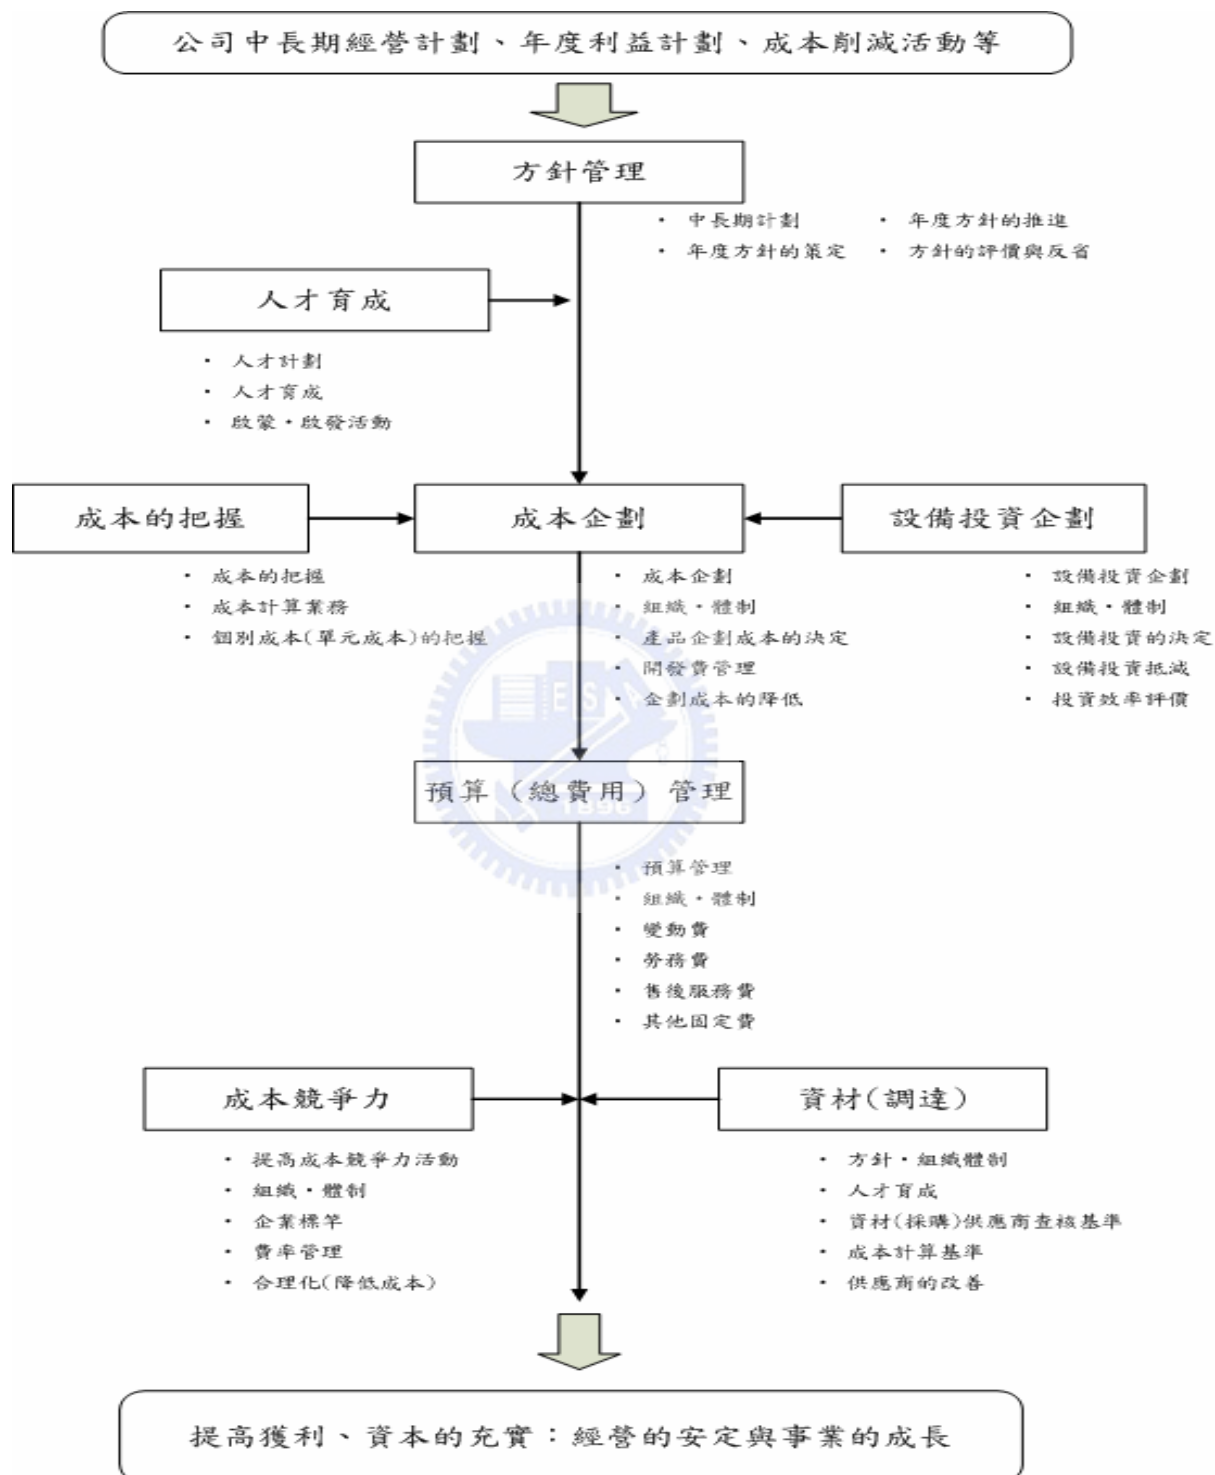 公司中長期經營計劃、年度利益計劃、成本削減活動等
方針管理
・ 中長期計劃
・ 年度方針的策定
・ 年度方針的推進
・ 方針的評價與反省
人才育成
・ 人才計劃
・ 人才育成
・ 啟蒙・啟發活動
成本的把握
・ 成本的把握
・ 成本計算業務
・ 個別成本(單元成本)的把握
成本企劃
・ 成本企劃
・ 組織・體制
・ 產品企劃成本的決定
・ 開發費管理
・ 企劃成本的降低
設備投資企劃
・ 設備投資企劃
・ 組織・體制
・ 設備投資的決定
・ 設備投資抵減
・ 投資效率評價
ES
A
1896
預算（總費用）管理
・ 預算管理
・ 組織・體制
・ 變動費
・ 勞務費
・ 售後服務費
・ 其他固定費
成本競爭力
・ 提高成本競爭力活動
・ 組織・體制
・ 企業標竿
・ 費率管理
・ 合理化(降低成本)
資材(調達)
・ 方針・組織體制
・ 人才育成
・ 資材(採購)供應商查核基準
・ 成本計算基準
・ 供應商的改善
提高獲利、資本的充實：經營的安定與事業的成長